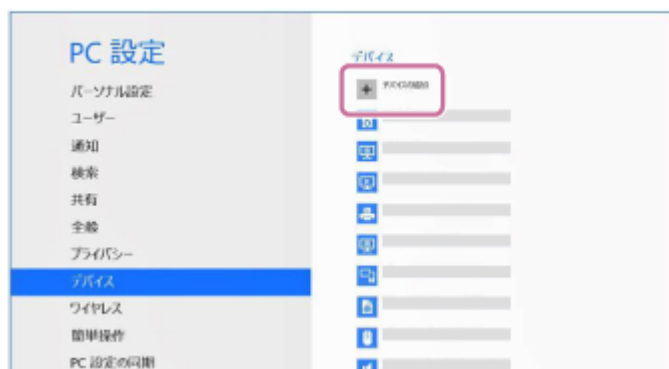 PC 設定
パーソナル設定
ユーザー
通知
検索
共有
全般
プライバシー
デバイス
ワイヤレス
簡単操作
PC 設定の同期
デバイス
デバイスの追加